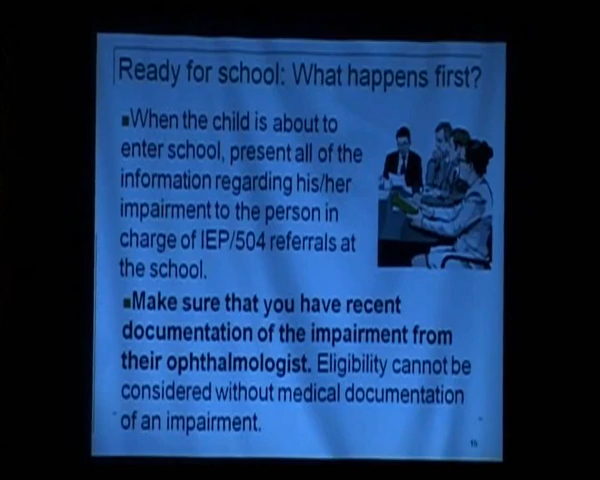 Ready for school: What happens first?
■When the child is about to
enter school, present all of the
information regarding his/her
impairment to the person in
charge of IEP/504 referrals at
the school.
■Make sure that you have recent
documentation of the impairment from
their ophthalmologist. Eligibility cannot be
considered without medical documentation
of an impairment.